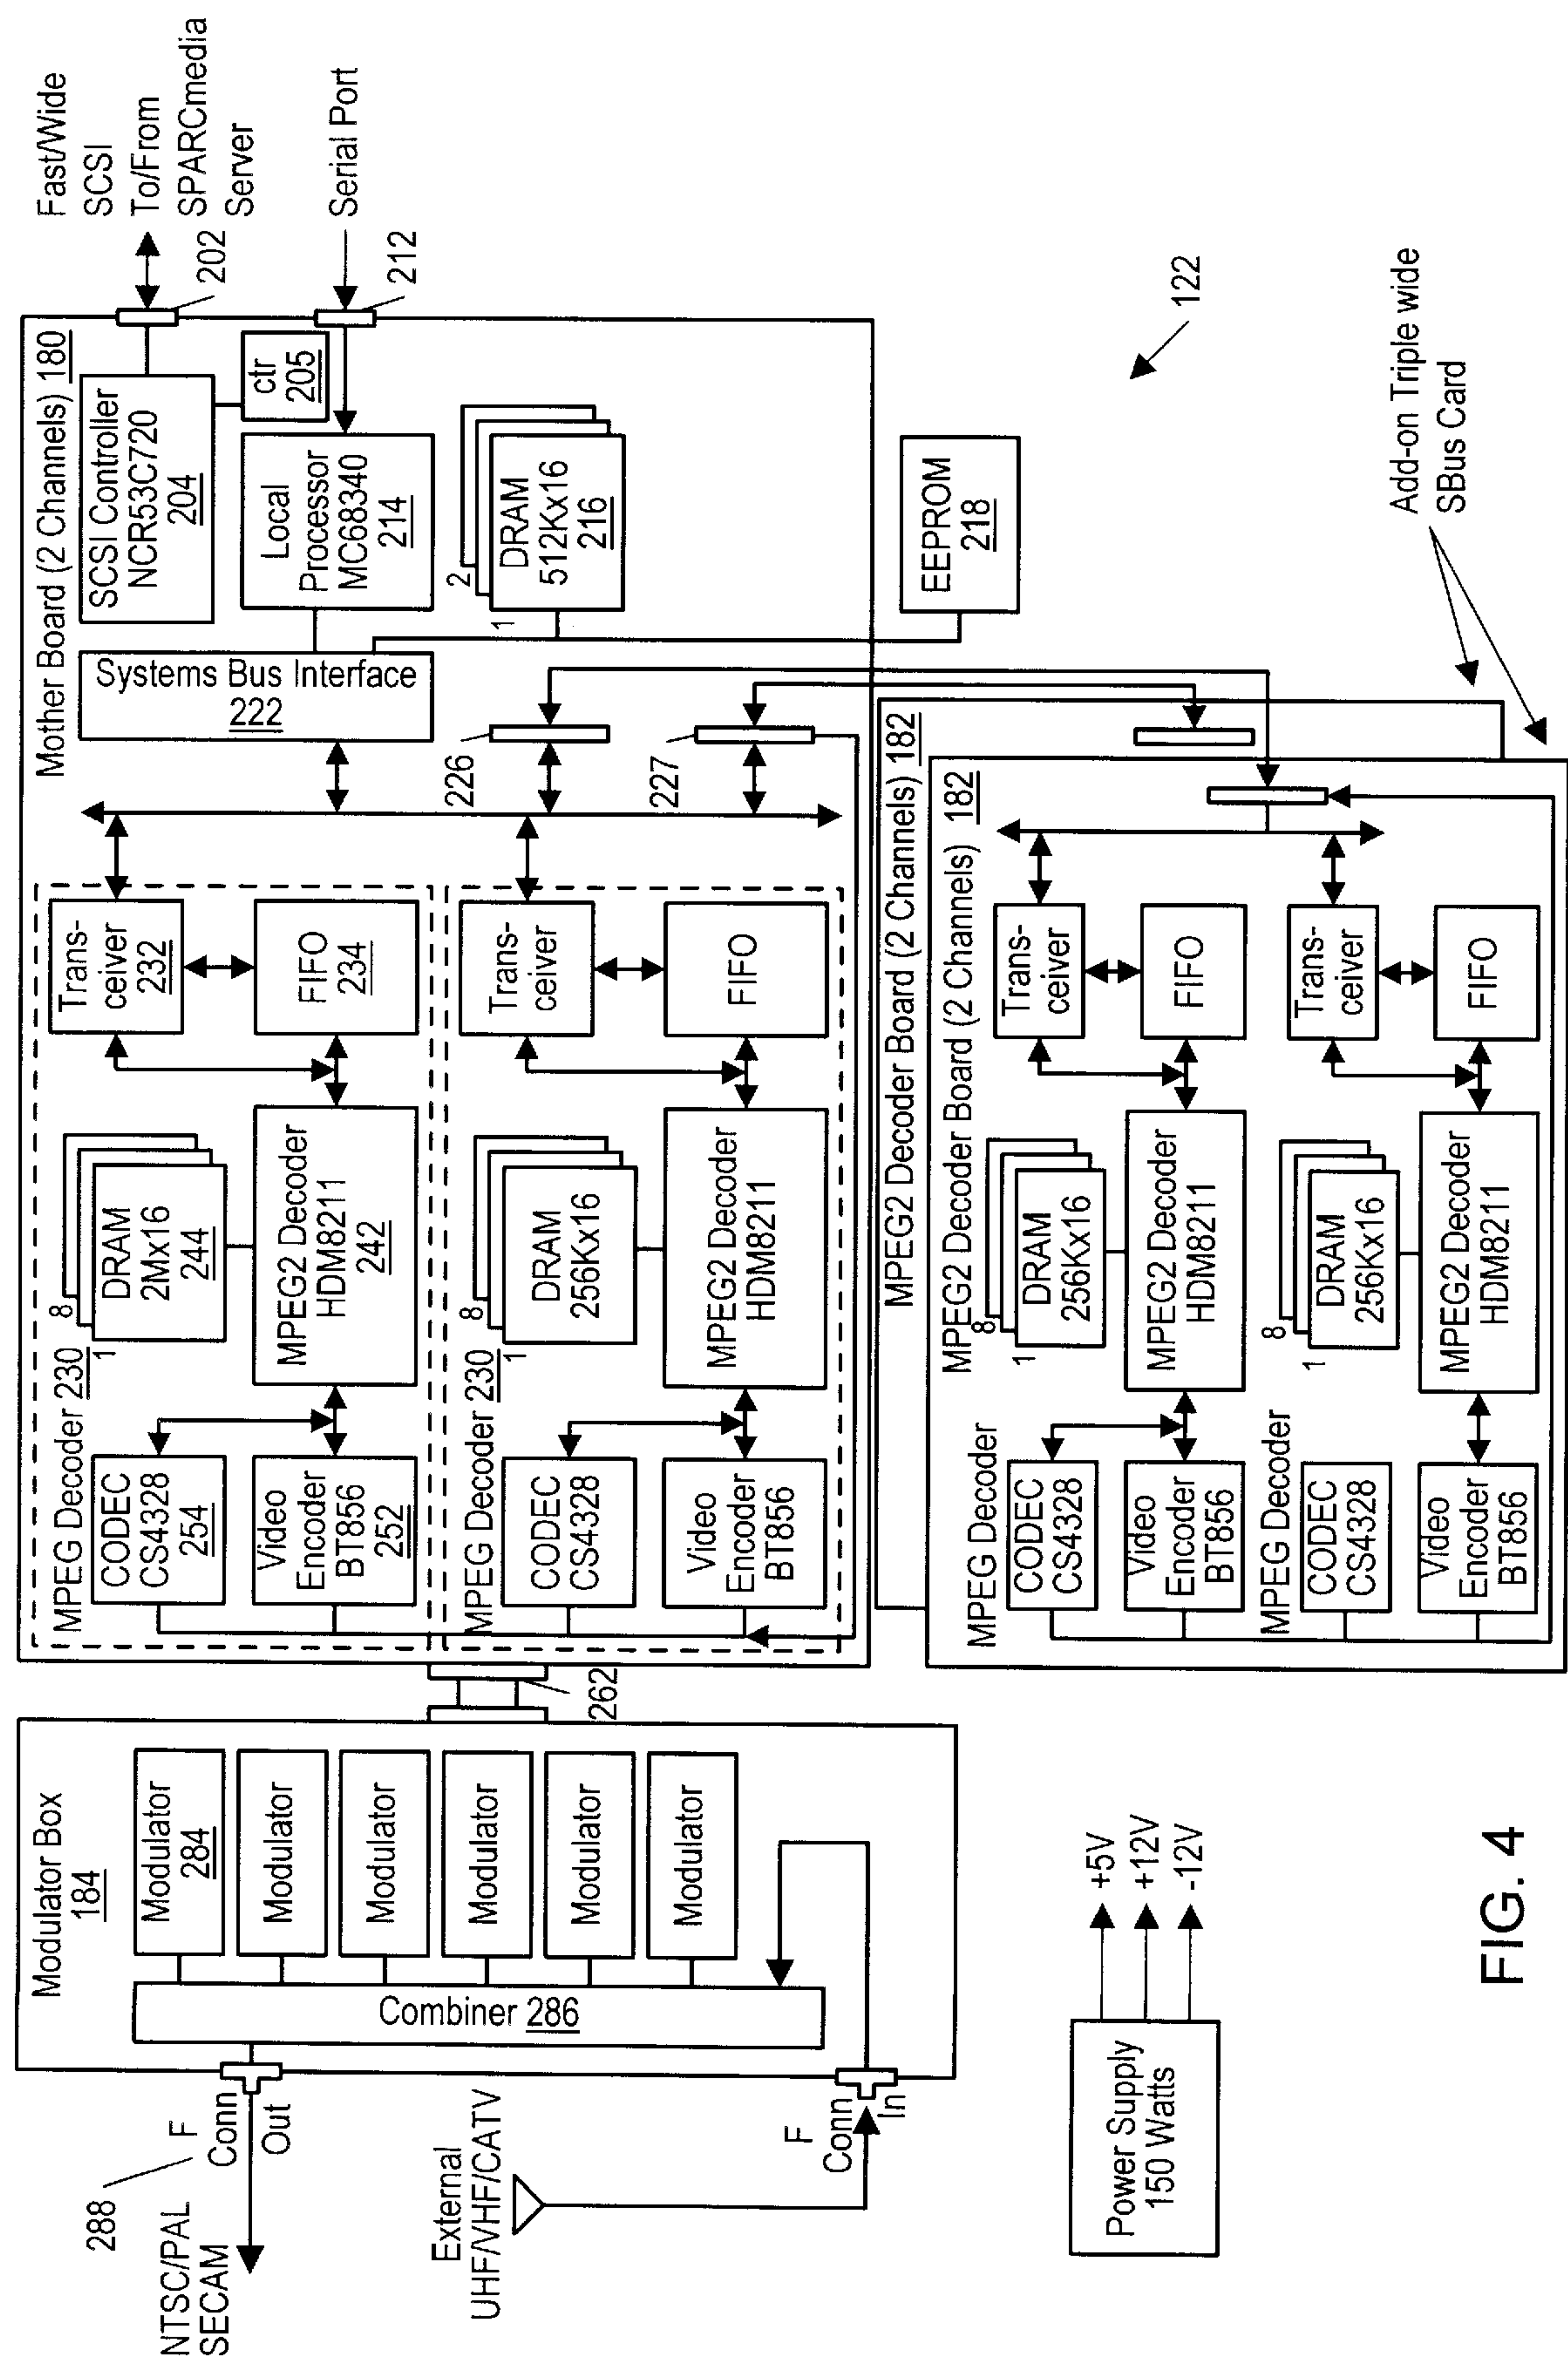 Fast/Wide
SCSI
To/From
SPARCmedia
Server
202
Serial Port
212
Mother Board (2 Channels) 180
SCSI Controller
NCR53C720
204
ctr
205
Local
Processor
MC68340
214
2
1
DRAM
512Kx16
216
EEPROM
218
Systems Bus Interface
222
226
227
MPEG Decoder 230
Trans-
ceiver
232
FIFO
234
8
1
DRAM
2Mx16
244
MPEG2 Decoder
HDM8211
242
CODEC
CS4328
254
Video
Encoder
BT856
252
MPEG Decoder 230
Trans-
ceiver
FIFO
8
1
DRAM
256Kx16
MPEG2 Decoder
HDM8211
CODEC
CS4328
Video
Encoder
BT856
262
122
Add-on Triple wide
SBus Card
MPEG2 Decoder Board (2 Channels) 182
MPEG2 Decoder Board (2 Channels) 182
MPEG Decoder
Trans-
ceiver
FIFO
8
1
DRAM
256Kx16
MPEG2 Decoder
HDM8211
CODEC
CS4328
Video
Encoder
BT856
MPEG Decoder
Trans-
ceiver
FIFO
8
1
DRAM
256Kx16
MPEG2 Decoder
HDM8211
CODEC
CS4328
Video
Encoder
BT856
Modulator Box
184
Modulator
284
Modulator
Modulator
Modulator
Modulator
Modulator
Combiner 286
F
Conn
Out
288
NTSC/PAL
SECAM
External
UHF/VHF/CATV
F
Conn
In
Power Supply
150 Watts
+5V
+12V
-12V
FIG. 4